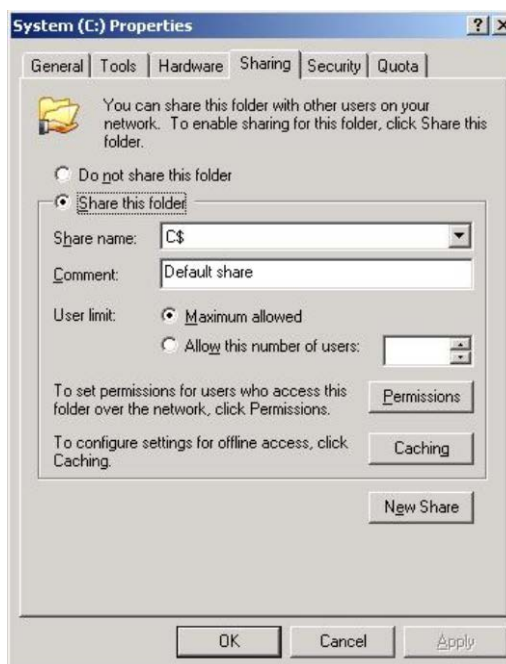 System (C:) Properties
General Tools Hardware Sharing Security Quota
You can share this folder with other users on your
network. To enable sharing for this folder, click Share this
folder.
Do not share this folder
Share this folder
Share name: C$
Comment: Default share
User limit: Maximum allowed
Allow this number of users:
To set permissions for users who access this
folder over the network, click Permissions.
Permissions
To configure settings for offline access, click
Caching.
Caching
New Share
OK Cancel Apply